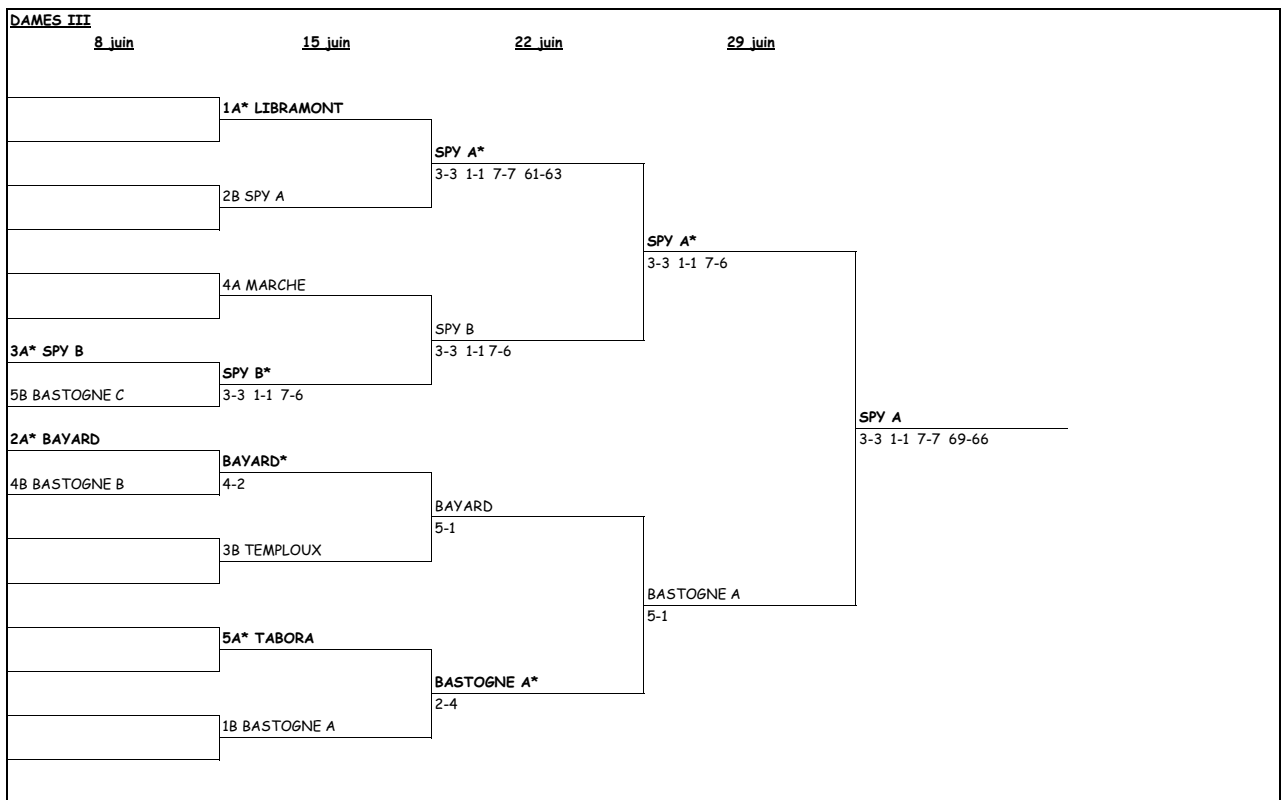 DAMES III
8 juin 15 juin 22 juin 29 juin
1A* LIBRAMONT
SPY A*
3-3 1-1 7-7 61-63
2B SPY A
SPY A*
3-3 1-1 7-6
4A MARCHE
SPY B
3-3 1-1 7-6
3A* SPY B
SPY B*
5B BASTOGNE C 3-3 1-1 7-6
SPY A
3-3 1-1 7-7 69-66
2A* BAYARD
BAYARD*
4B BASTOGNE B 4-2
BAYARD
5-1
3B TEMPLOUX
BASTOGNE A
5-1
5A* TABORA
BASTOGNE A*
2-4
1B BASTOGNE A